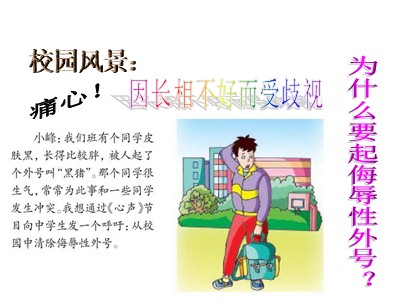 校园风景：
痛心！
因长相不好而受歧视
小峰：我们班有个同学皮
肤黑，长得比较胖，被人起了
个外号叫“黑猪”。那个同学很
生气，常常为此事和一些同学
发生冲突。我想通过《心声》节
目向中学生发一个呼吁：从校
园中清除侮辱性外号。
为什么要起侮辱性外号？